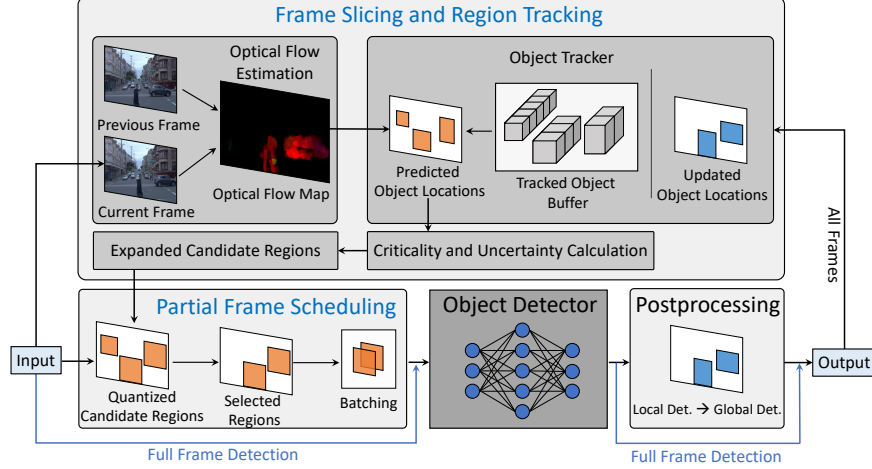 Frame Slicing and Region Tracking
Optical Flow
Estimation
Previous Frame
Current Frame
Optical Flow Map
Object Tracker
Predicted
Object Locations
Tracked Object
Buffer
Updated
Object Locations
Expanded Candidate Regions
Criticality and Uncertainty Calculation
All Frames
Partial Frame Scheduling
Object Detector
Postprocessing
Input
Quantized
Candidate Regions
Selected
Regions
Batching
Local Det. → Global Det.
Output
Full Frame Detection
Full Frame Detection